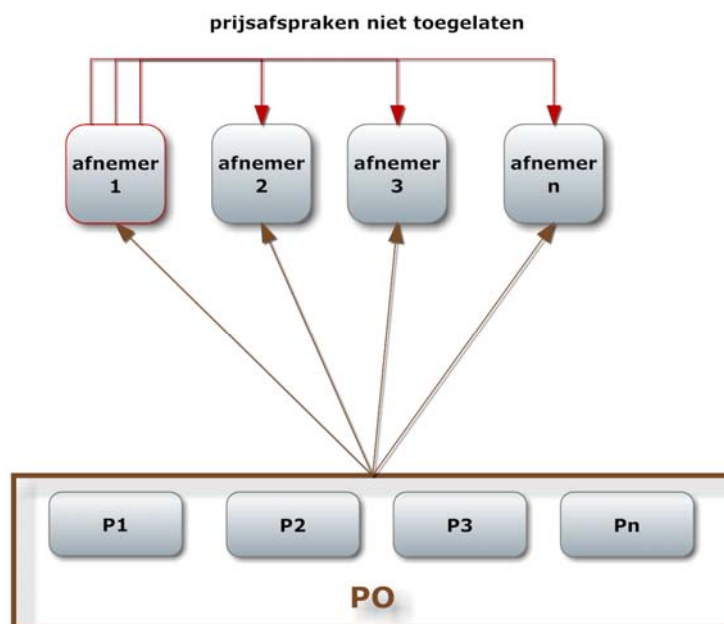 prijsafspraken niet toegelaten
afnemer
1
afnemer
2
afnemer
3
afnemer
n
P1
P2
P3
Pn
PO